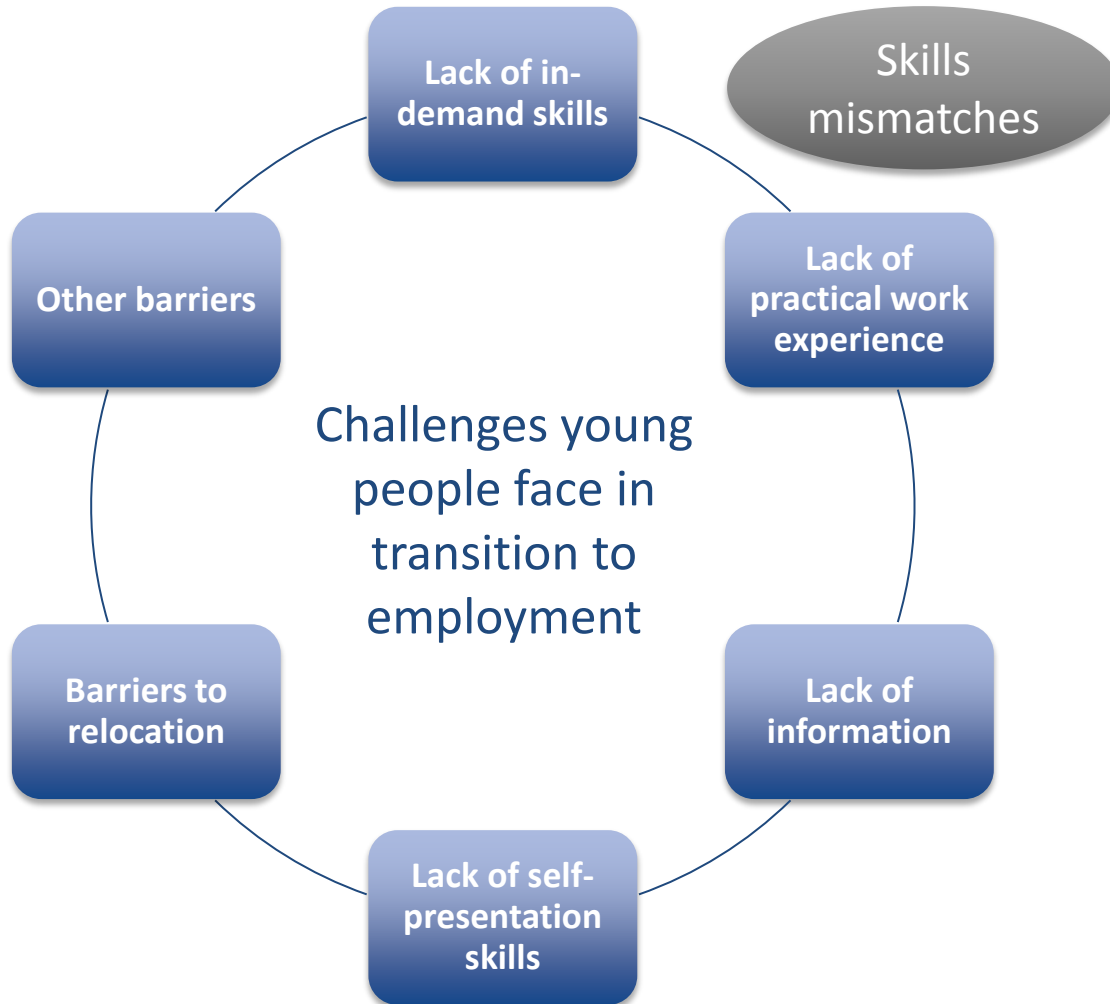 Lack of in-
demand skills
Skills
mismatches
Lack of
practical work
experience
Other barriers
Challenges young
people face in
transition to
employment
Barriers to
relocation
Lack of
information
Lack of self-
presentation
skills